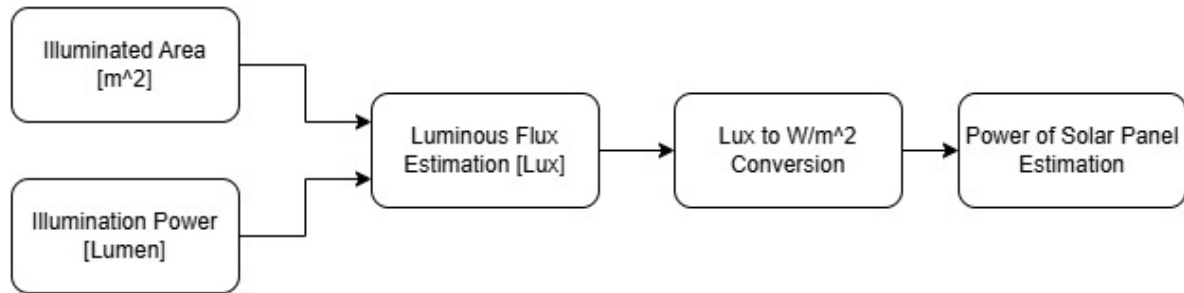 Illuminated Area
[m^2]
Illumination Power
[Lumen]
Luminous Flux
Estimation [Lux]
Lux to W/m^2
Conversion
Power of Solar Panel
Estimation